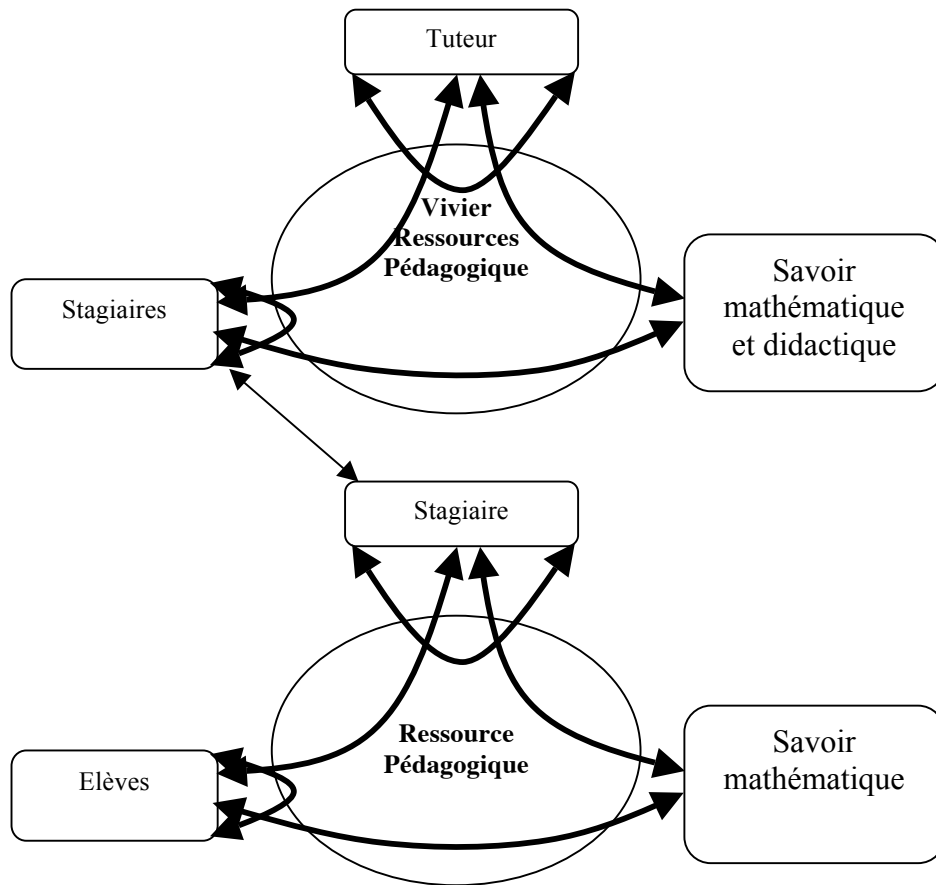 Tuteur
Vivier
Ressources
Pédagogique
Stagiaires
Savoir
mathématique
et didactique
Stagiaire
Ressource
Pédagogique
Elèves
Savoir
mathématique